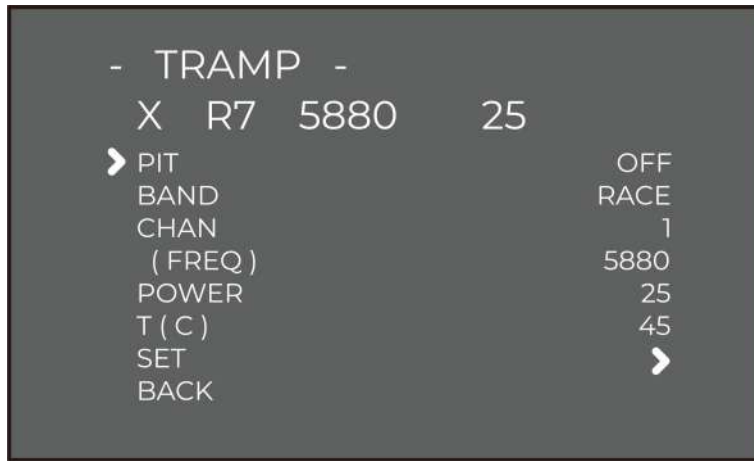 - TRAMP -
X R7 5880 25
PIT OFF
BAND RACE
CHAN 1
( FREQ ) 5880
POWER 25
T ( C ) 45
SET
BACK